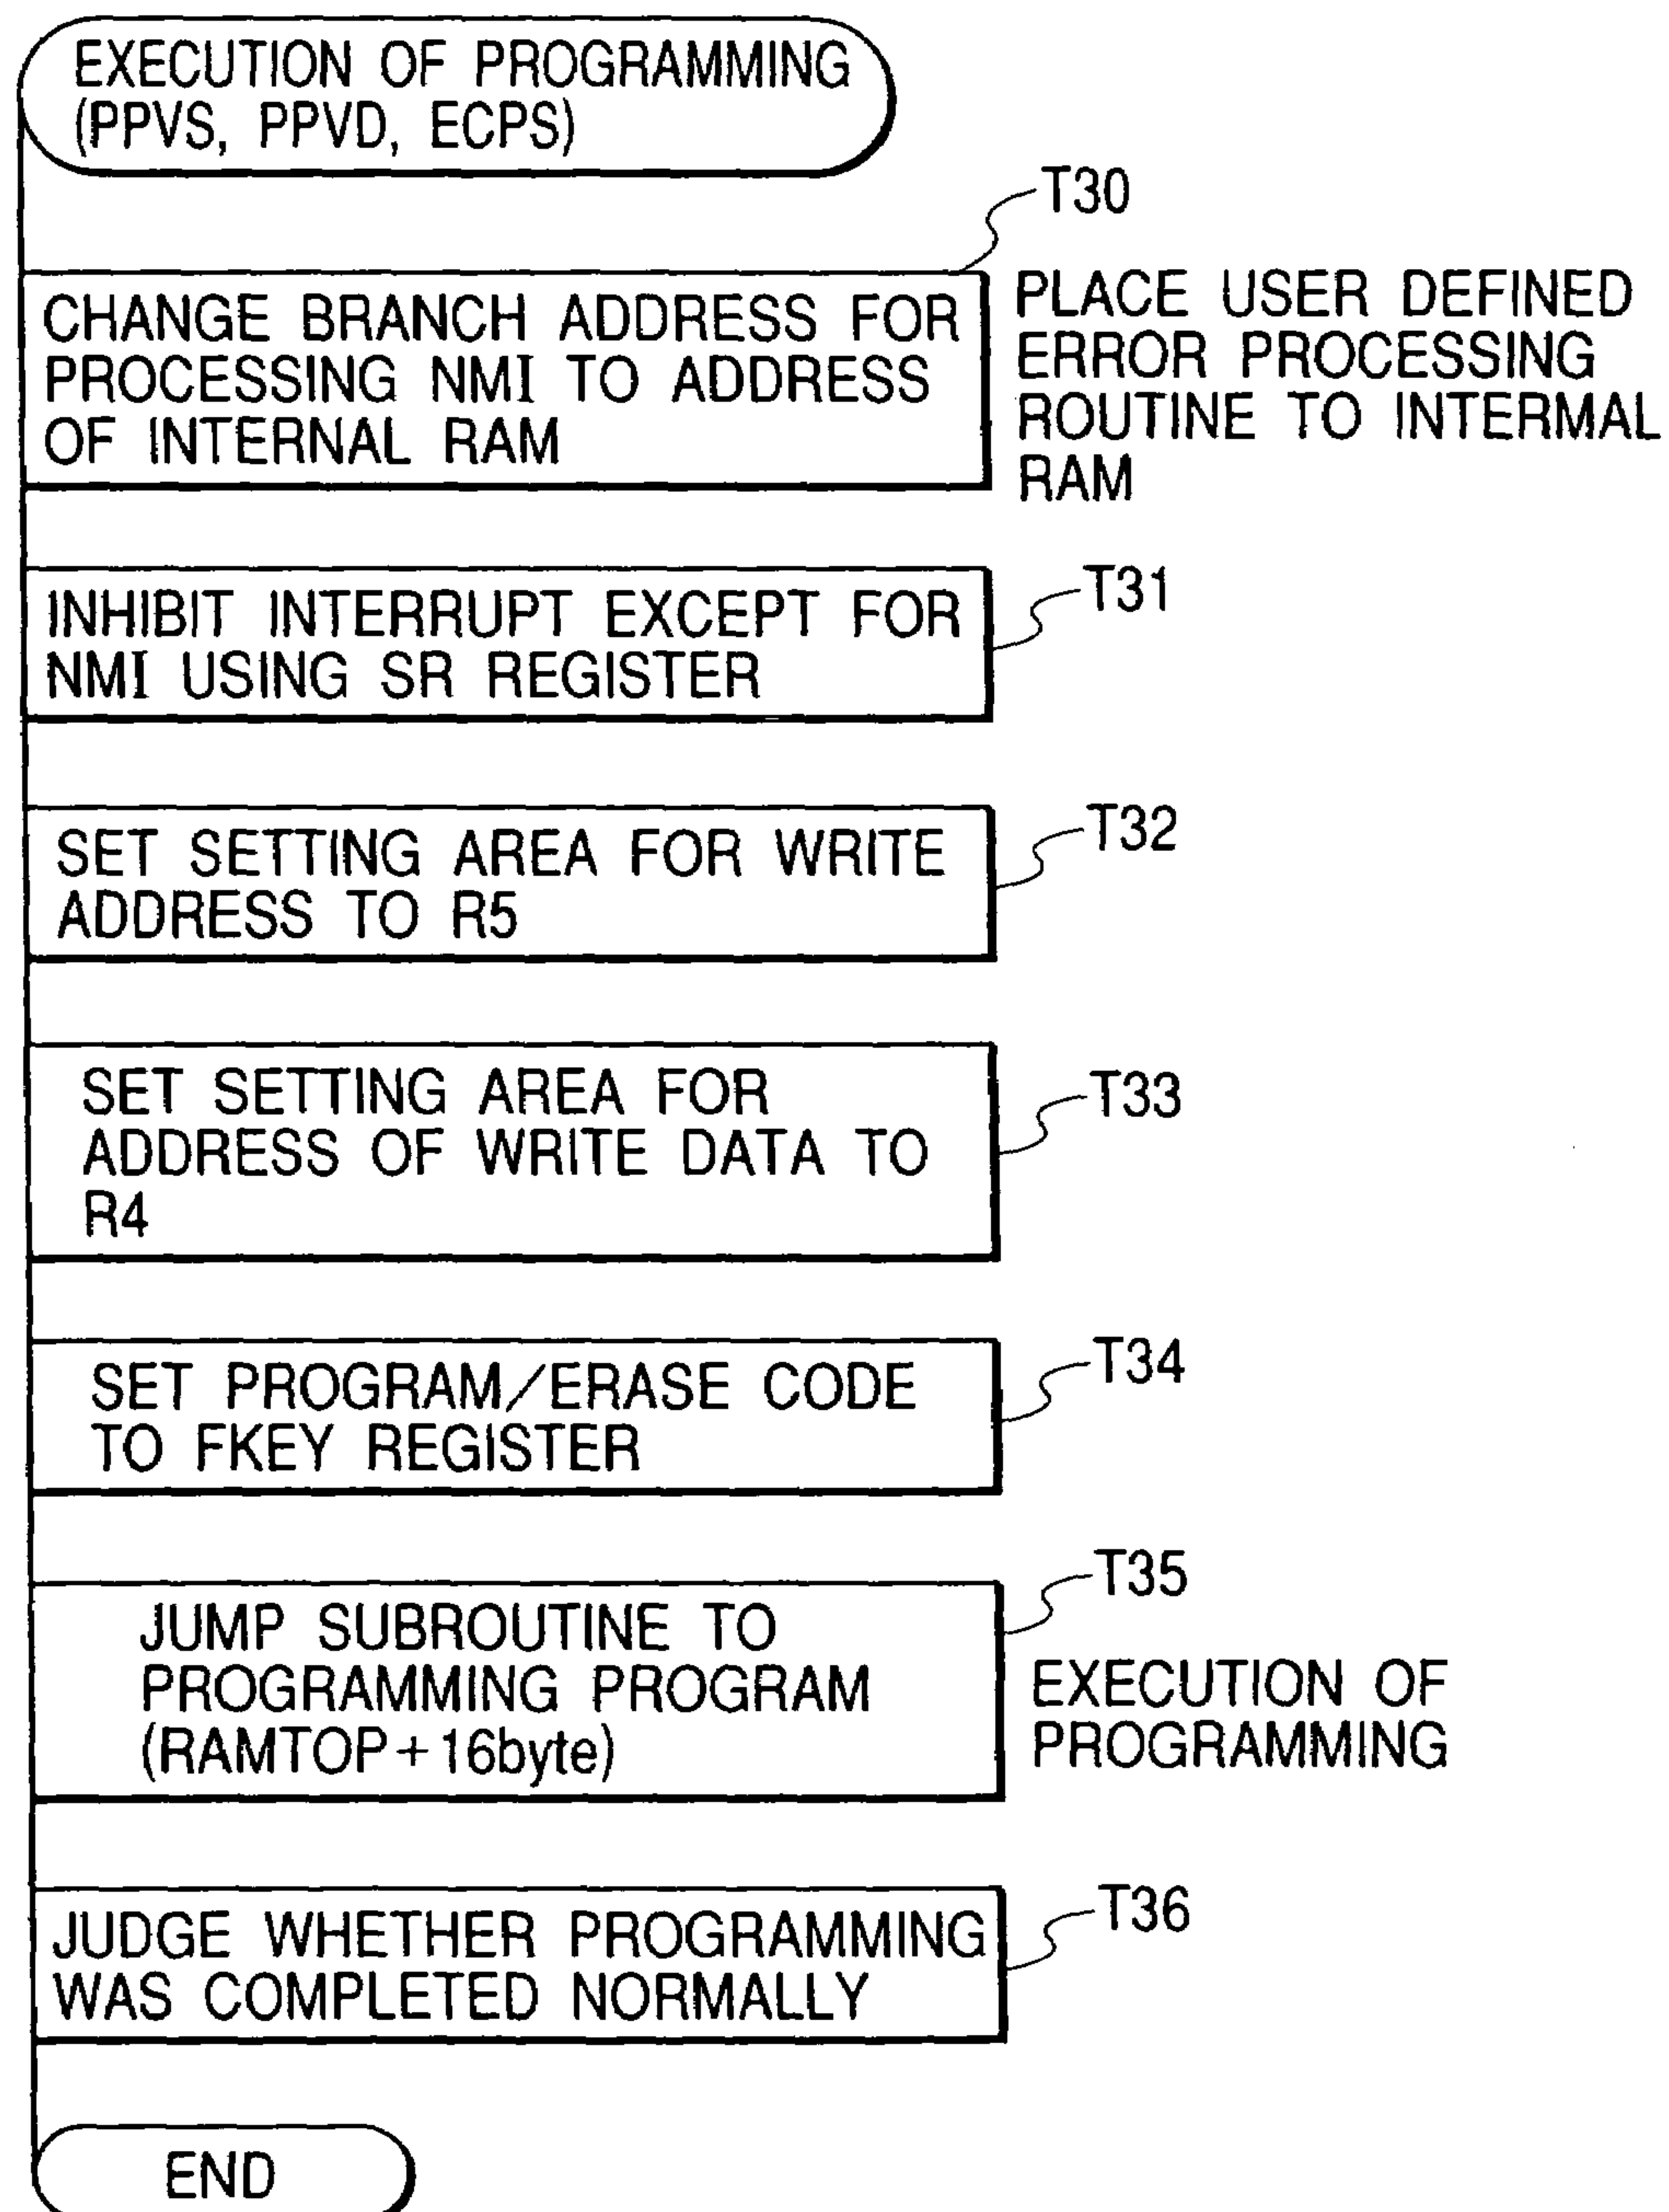 EXECUTION OF PROGRAMMING
(PPVS, PPVD, ECPS)
T30
CHANGE BRANCH ADDRESS FOR
PROCESSING NMI TO ADDRESS
OF INTERNAL RAM
PLACE USER DEFINED
ERROR PROCESSING
ROUTINE TO INTERMAL
RAM
T31
INHIBIT INTERRUPT EXCEPT FOR
NMI USING SR REGISTER
T32
SET SETTING AREA FOR WRITE
ADDRESS TO R5
T33
SET SETTING AREA FOR
ADDRESS OF WRITE DATA TO
R4
T34
SET PROGRAM/ERASE CODE
TO FKEY REGISTER
T35
JUMP SUBROUTINE TO
PROGRAMMING PROGRAM
(RAMTOP+16byte)
EXECUTION OF
PROGRAMMING
T36
JUDGE WHETHER PROGRAMMING
WAS COMPLETED NORMALLY
END